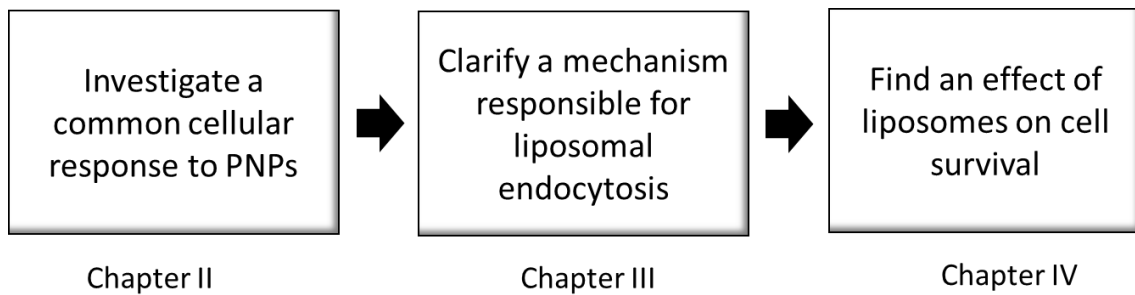 Investigate a
common cellular
response to PNPs
Clarify a mechanism
responsible for
liposomal
endocytosis
Find an effect of
liposomes on cell
survival
Chapter II
Chapter III
Chapter IV